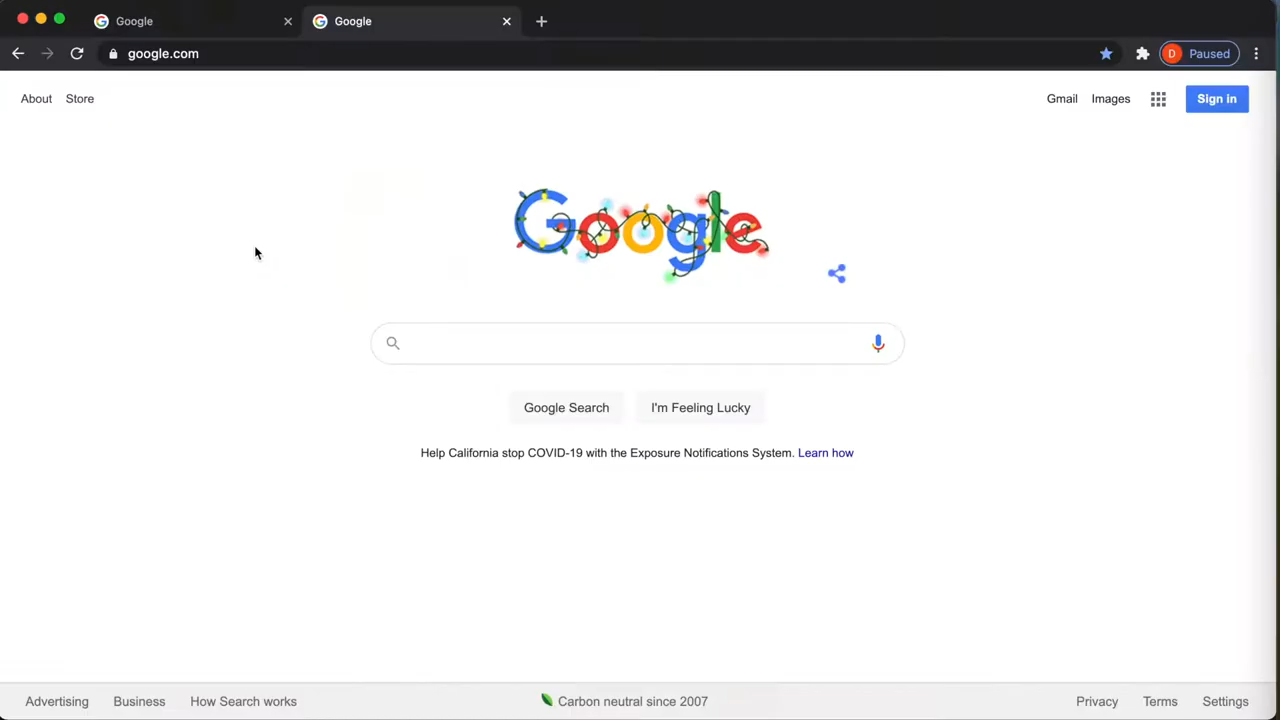 Google
Google
google.com
D Paused
About Store
Gmail Images Sign in
Google
Google Search I'm Feeling Lucky
Help California stop COVID-19 with the Exposure Notifications System. Learn how
Advertising Business How Search works
Carbon neutral since 2007
Privacy Terms Settings